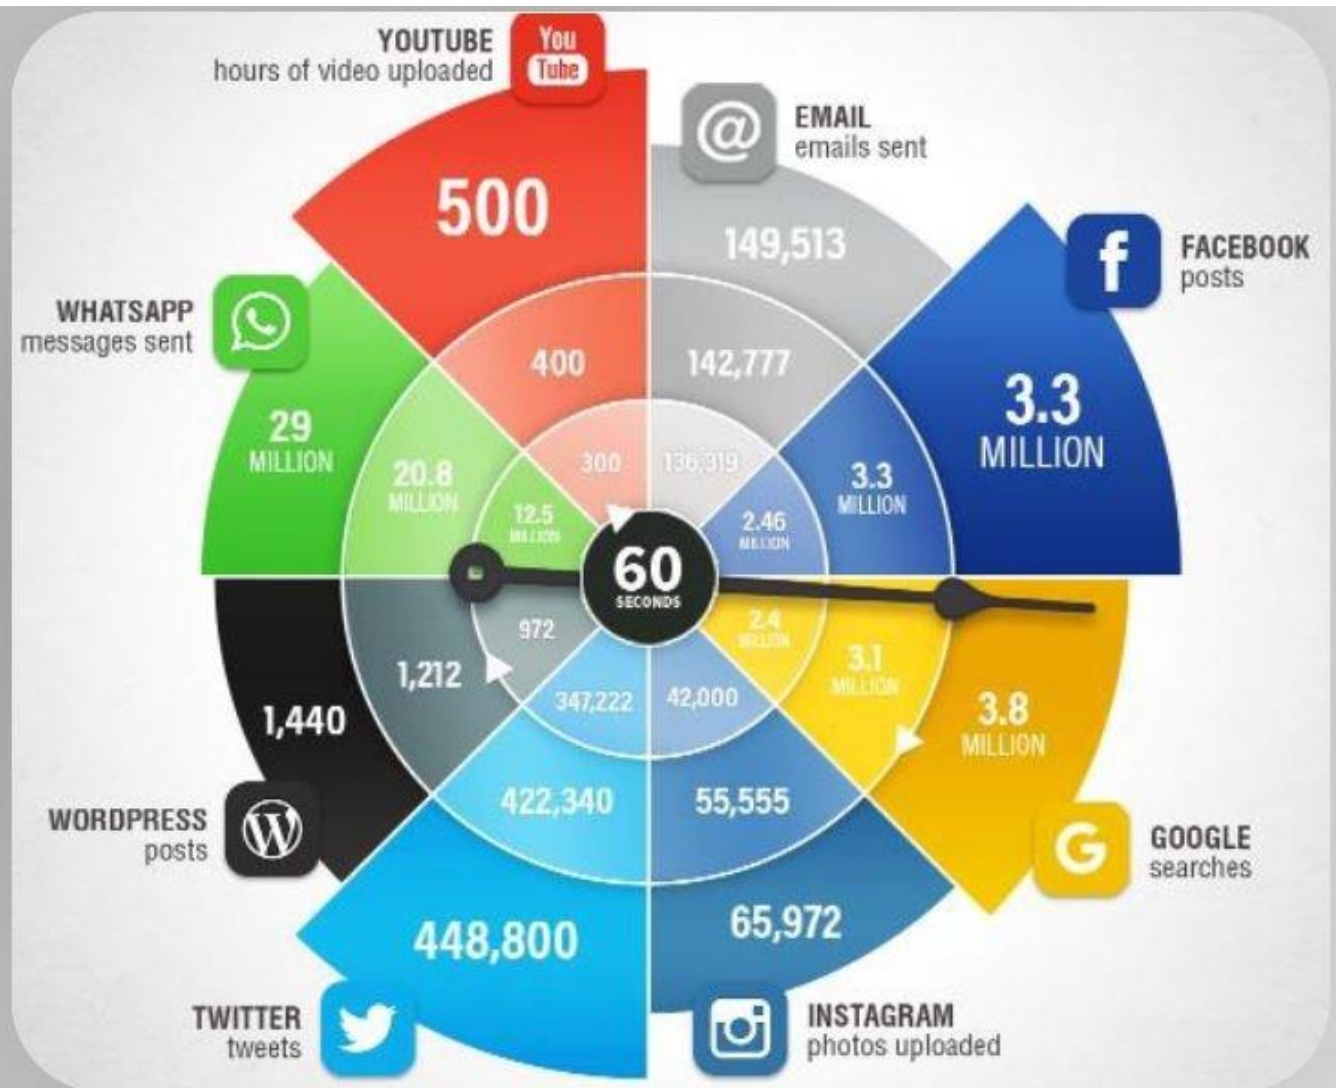 YOUTUBE
hours of video uploaded
You
Tube
500
400
300
@
EMAIL
emails sent
149,513
142,777
136,319
f
FACEBOOK
posts
3.3
MILLION
3.3
MILLION
2.46
MILLION
WHATSAPP
messages sent
29
MILLION
20.8
MILLION
12.5
MILLION
60
SECONDS
972
1,212
1,440
WORDPRESS
posts
W
2.4
MILLION
3.1
MILLION
3.8
MILLION
G
GOOGLE
searches
347,222
422,340
448,800
TWITTER
tweets
42,000
55,555
65,972
INSTAGRAM
photos uploaded